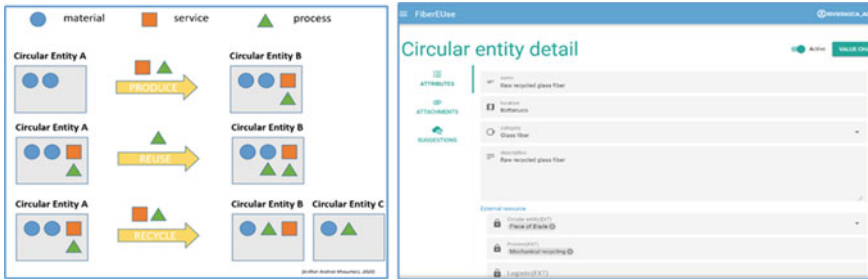 material service process
Circular Entity A Circular Entity B
PRODUCE
Circular Entity A Circular Entity B
REUSE
Circular Entity A Circular Entity B Circular Entity C
RECYCLE
FiberEUse
Circular entity detail
Active
VALUE CHA
ATTRIBUTES
ATTACHMENTS
SUGGESTIONS
name
Raw recycled glass fiber
location
category
Glass fiber
description
Raw recycled glass fiber
External resource
Circular entity(EXT)
Piece of Blade
Process(EXT)
Mechanical recycling
Logistic(EXT)